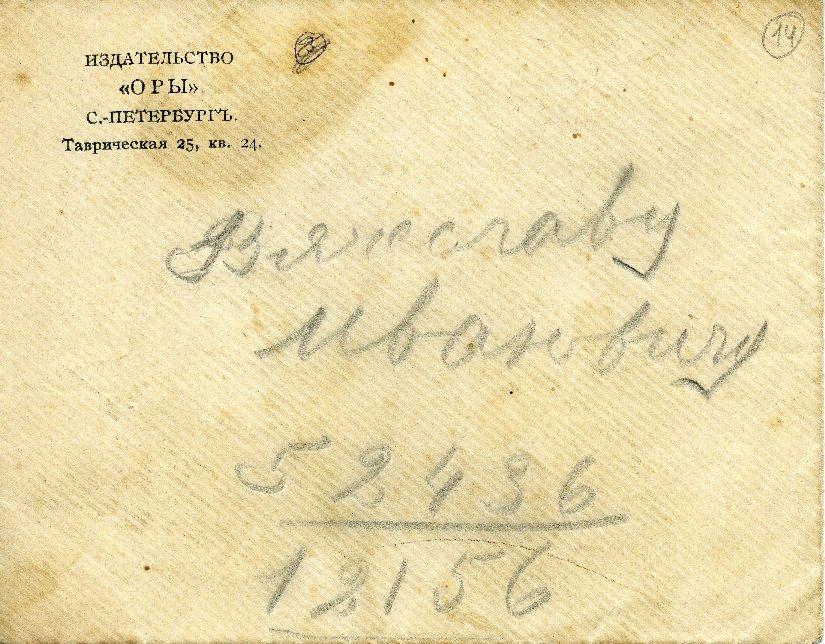 ИЗДАТЕЛЬСТВО
«ОРЫ»
С.-ПЕТЕРБУРГЪ.
Таврическая 25, кв. 24.
14
Вячеславу
Ивановичу
52436
12156